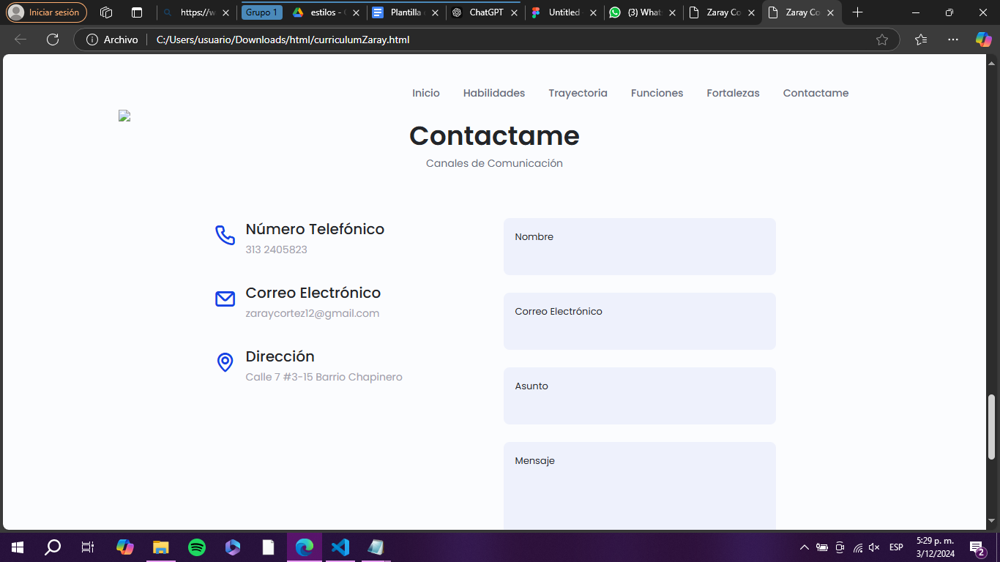 Iniciar sesión
https://w
Grupo 1
estilos - G
Plantilla
ChatGPT
Untitled
(3) What
Zaray Co
Zaray Co
Archivo
C:/Users/usuario/Downloads/html/curriculumZaray.html
Inicio Habilidades Trayectoria Funciones Fortalezas Contactame
Contactame
Canales de Comunicación
Número Telefónico
313 2405823
Correo Electrónico
zaraycortez12@gmail.com
Dirección
Calle 7 #3-15 Barrio Chapinero
Nombre
Correo Electrónico
Asunto
Mensaje
ESP
5:29 p. m.
3/12/2024
2